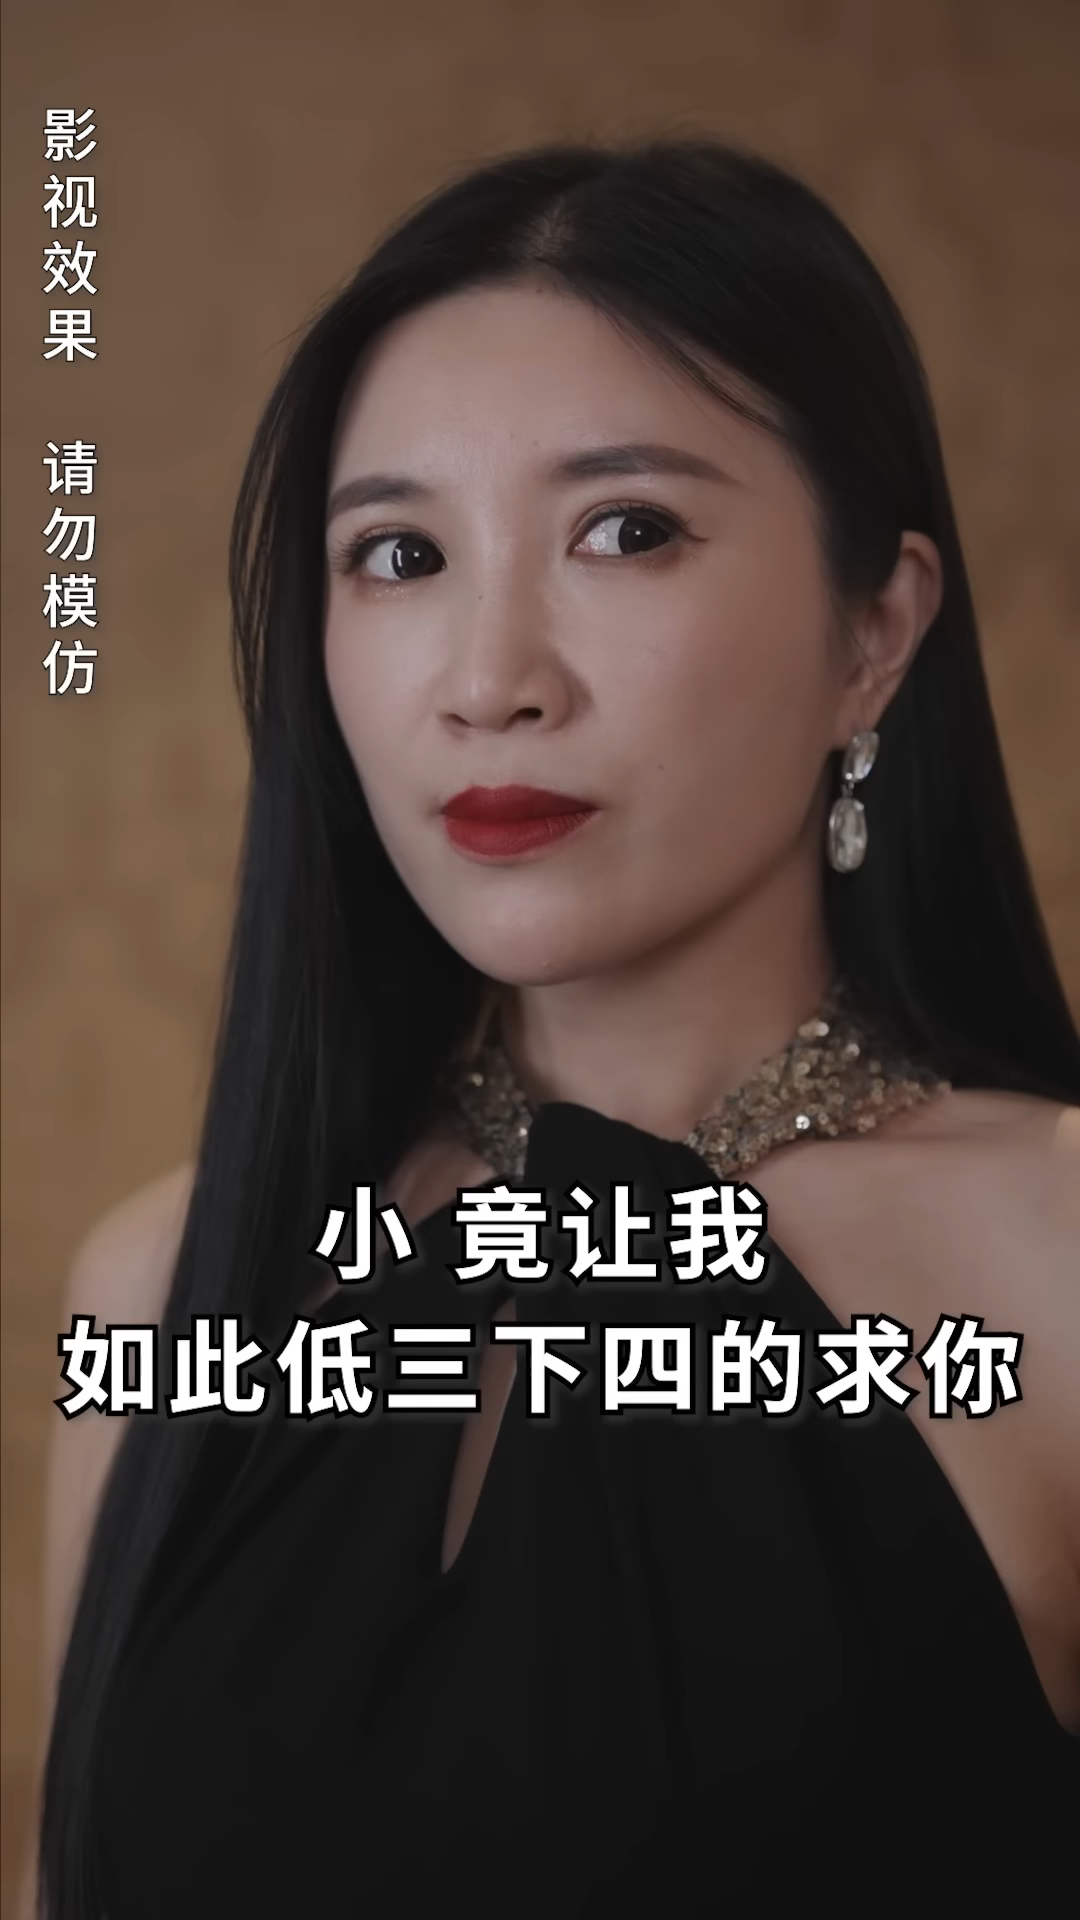 影视效果 请勿模仿
小 竟让我
如此低三下四的求你